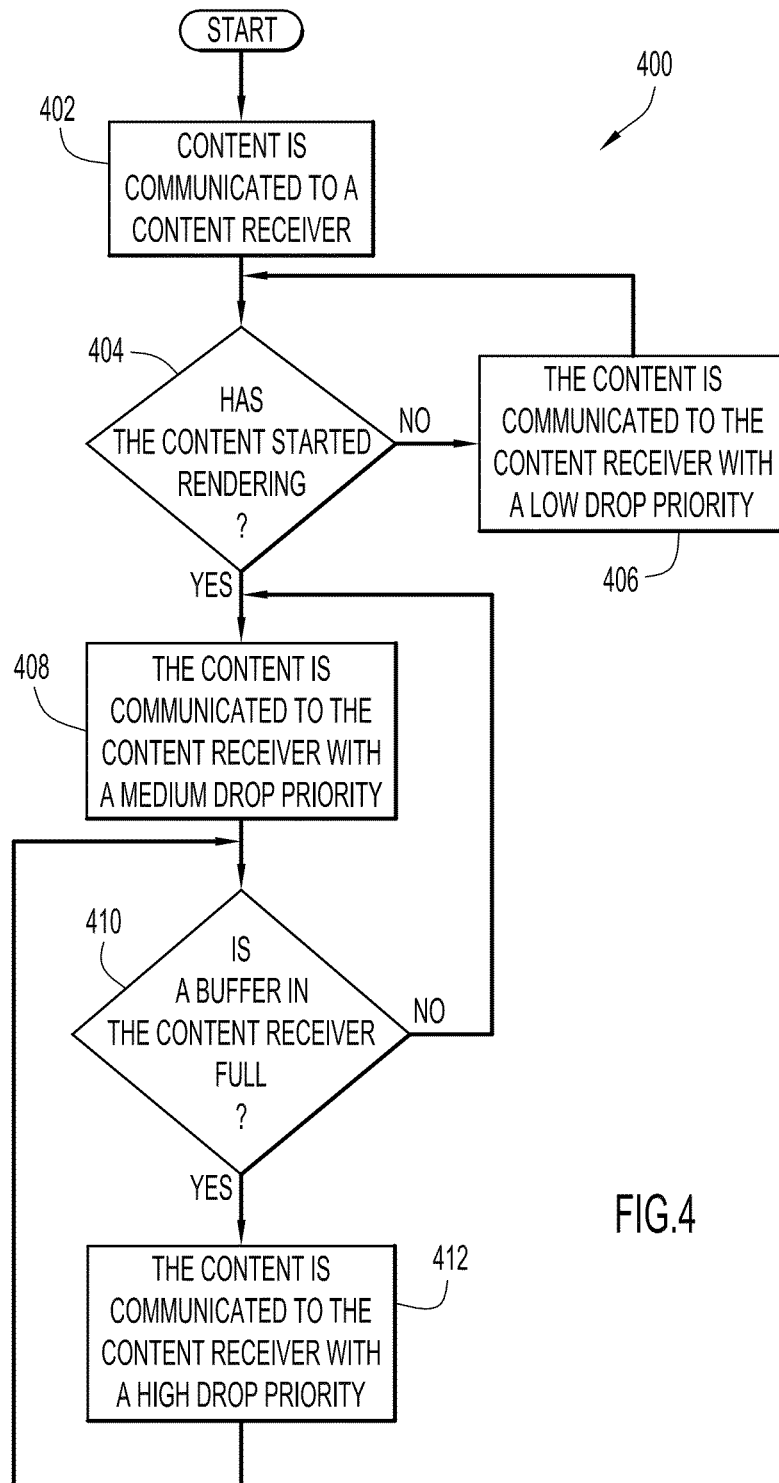 START
400
402
CONTENT IS
COMMUNICATED TO A
CONTENT RECEIVER
404
HAS
THE CONTENT STARTED
RENDERING
?
NO
THE CONTENT IS
COMMUNICATED TO THE
CONTENT RECEIVER WITH
A LOW DROP PRIORITY
406
YES
408
THE CONTENT IS
COMMUNICATED TO THE
CONTENT RECEIVER WITH
A MEDIUM DROP PRIORITY
410
IS
A BUFFER IN
THE CONTENT RECEIVER
FULL
?
NO
YES
FIG.4
412
THE CONTENT IS
COMMUNICATED TO THE
CONTENT RECEIVER WITH
A HIGH DROP PRIORITY